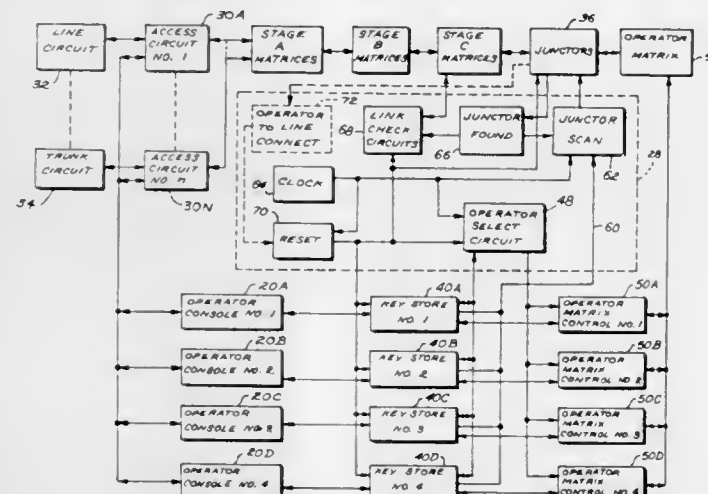 30A
36
LINE
CIRCUIT
32
ACCESS
CIRCUIT
NO. 1
STAGE
A
MATRICES
STAGE
B
MATRICES
STAGE
C
MATRICES
JUNCTORS
OPERATOR
MATRIX
72
OPERATOR
TO LINE
CONNECT
68
LINK
CHECK
CIRCUITS
JUNCTOR
FOUND
66
JUNCTOR
SCAN
62
28
TRUNK
CIRCUIT
34
ACCESS
CIRCUIT
NO. n
30N
64
CLOCK
70
RESET
48
OPERATOR
SELECT
CIRCUIT
60
20A
OPERATOR
CONSOLE NO. 1
40A
KEY STORE
NO. 1
50A
OPERATOR
MATRIX
CONTROL NO. 1
20B
OPERATOR
CONSOLE NO. 2
40B
KEY STORE
NO. 2
50B
OPERATOR
MATRIX
CONTROL NO. 2
20C
OPERATOR
CONSOLE NO.
40C
KEY STORE
NO. 3
50C
OPERATOR
MATRIX
CONTROL NO. 3
20D
OPERATOR
CONSOLE NO. 4
40D
KEY STORE
NO. 4
50D
OPERATOR
MATRIX
CONTROL NO. 4